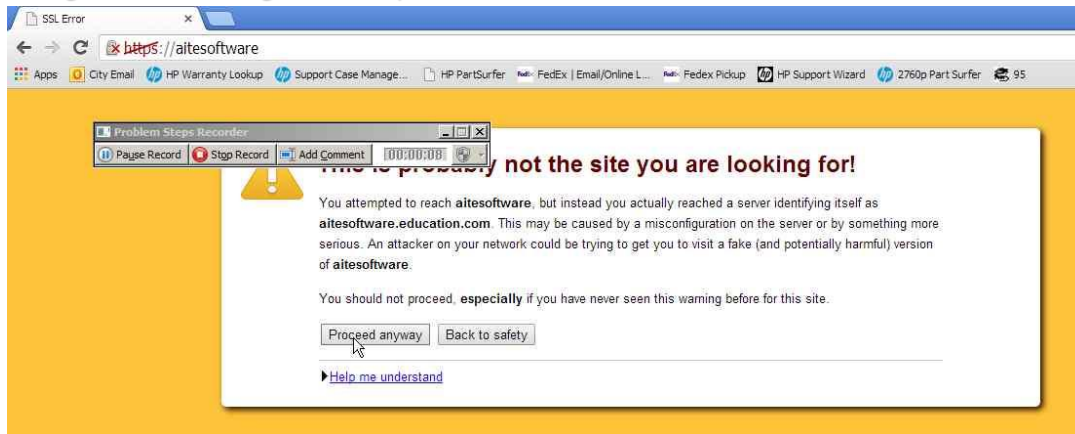 SSL Error
https://aitesoftware
Apps City Email HP Warranty Lookup Support Case Manage... HP PartSurfer FedEx | Email/Online L... Fedex Pickup HP Support Wizard 2760p Part Surfer 95
Problem Steps Recorder
Pause Record Stop Record Add Comment 00:00:08
This is probably not the site you are looking for!
You attempted to reach aitesoftware, but instead you actually reached a server identifying itself as
aitesoftware.education.com. This may be caused by a misconfiguration on the server or by something more
serious. An attacker on your network could be trying to get you to visit a fake (and potentially harmful) version
of aitesoftware.
You should not proceed, especially if you have never seen this warning before for this site.
Proceed anyway Back to safety
Help me understand